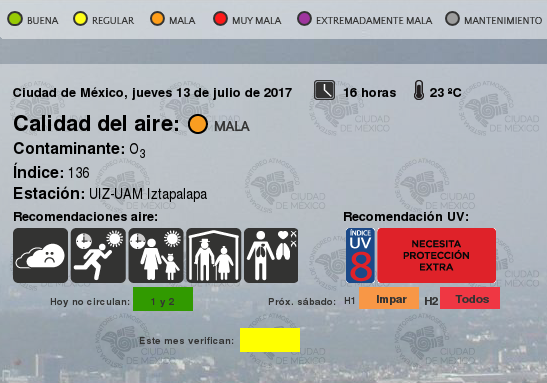 BUENA REGULAR MALA MUY MALA EXTREMADAMENTE MALA MANTENIMIENTO
Ciudad de México, jueves 13 de julio de 2017 16 horas 23 ºC
Calidad del aire: MALA
Contaminante: O3
Índice: 136
Estación: UIZ-UAM Iztapalapa
Recomendaciones aire: Recomendación UV:
ÍNDICE UV 8 NECESITA PROTECCIÓN EXTRA
Hoy no circulan: 1 y 2 Próx. sábado: H1 Impar H2 Todos
Este mes verifican:
CIUDAD DE MÉXICO